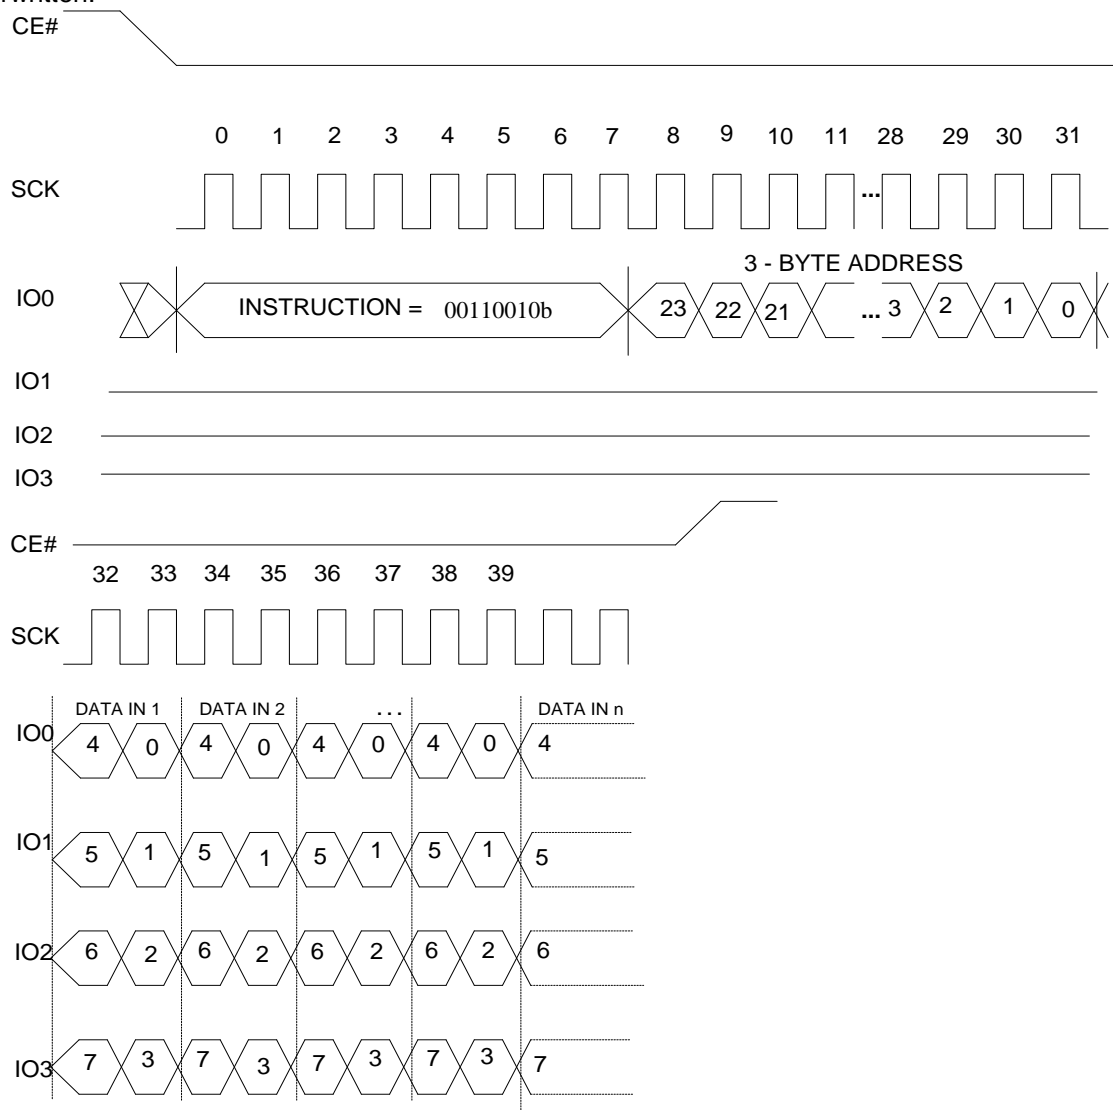 CE#
0 1 2 3 4 5 6 7 8 9 10 11 28 29 30 31
SCK ...
3 - BYTE ADDRESS
IO0 INSTRUCTION = 00110010b 23 22 21 ... 3 2 1 0
IO1
IO2
IO3
CE#
32 33 34 35 36 37 38 39
SCK
DATA IN 1 DATA IN 2 ... DATA IN n
IO0 4 0 4 0 4 0 4 0 4
IO1 5 1 5 1 5 1 5 1 5
IO2 6 2 6 2 6 2 6 2 6
IO3 7 3 7 3 7 3 7 3 7